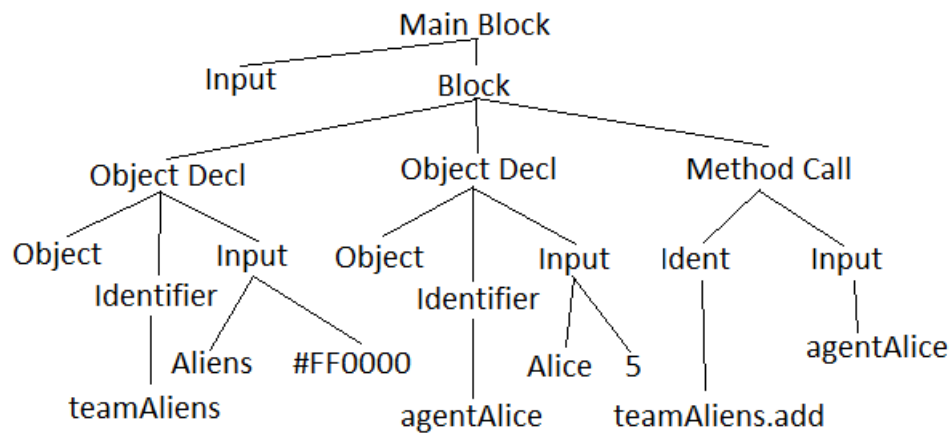 Main Block
Input
Block
Object Decl Object Decl Method Call
Object Input Object Input Ident Input
Identifier Identifier
Aliens #FF0000 Alice 5 agentAlice
teamAliens agentAlice teamAliens.add